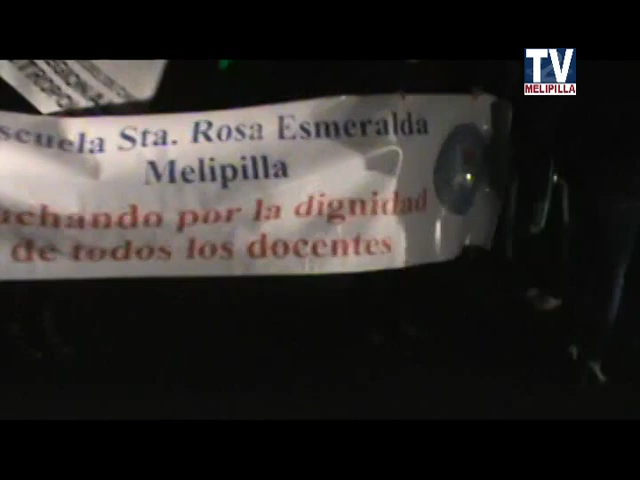 TV
MELIPILLA
scuela Sta. Rosa Esmeralda
Melipilla
uchando por la dignidad
de todos los docentes